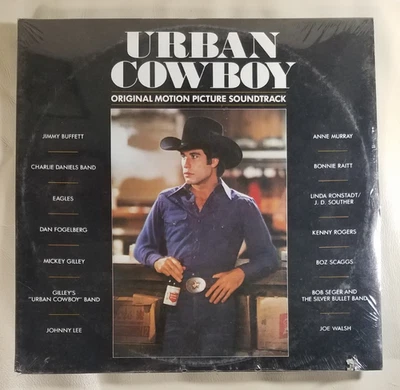 URBAN
COWBOY
ORIGINAL MOTION PICTURE SOUNDTRACK
JIMMY BUFFETT
CHARLIE DANIELS BAND
EAGLES
DAN FOGELBERG
MICKEY GILLEY
GILLEY'S
"URBAN COWBOY" BAND
JOHNNY LEE
ANNE MURRAY
BONNIE RAITT
LINDA RONSTADT/
J. D. SOUTHER
KENNY ROGERS
BOZ SCAGGS
BOB SEGER AND
THE SILVER BULLET BAND
JOE WALSH